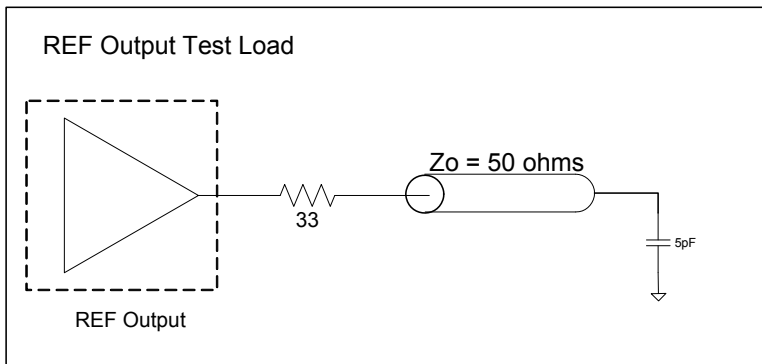 REF Output Test Load
Zo = 50 ohms
33
5pF
REF Output